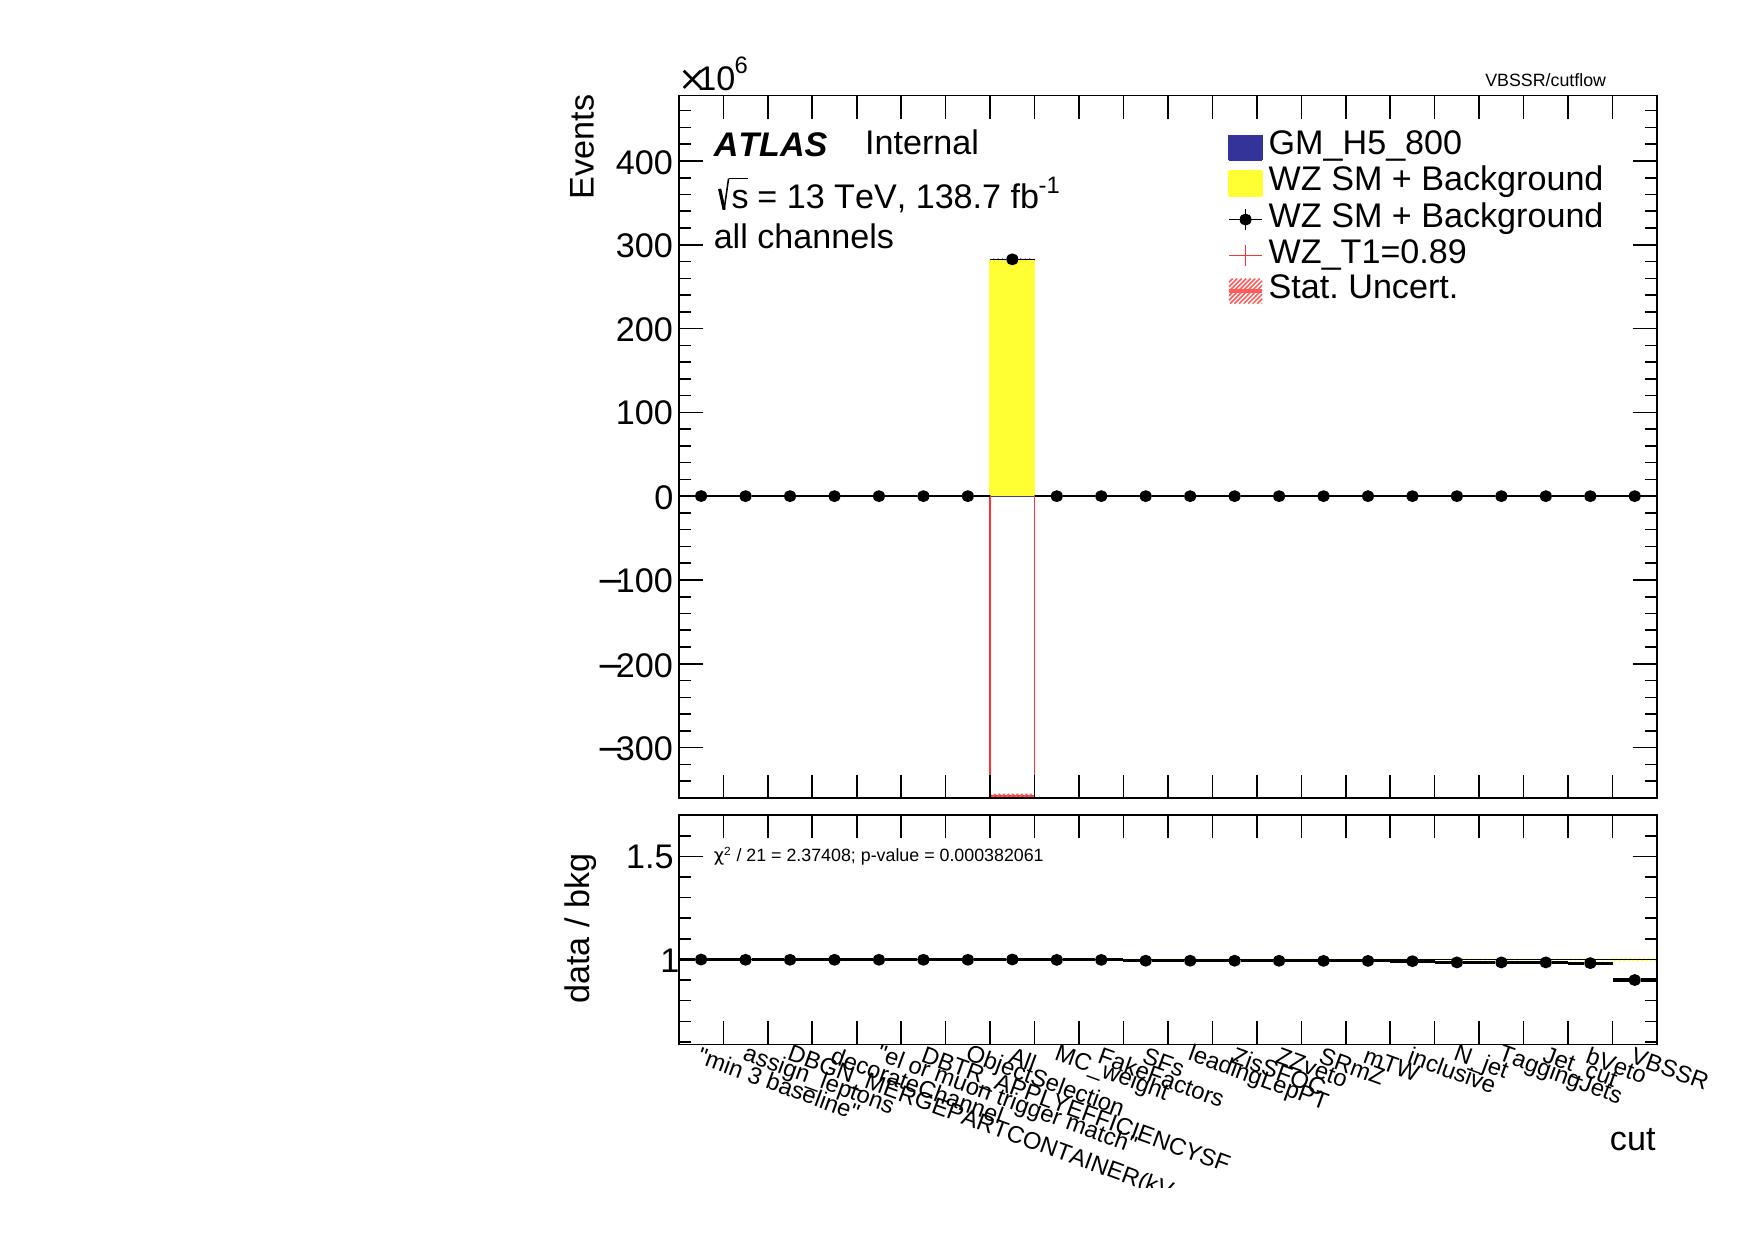 ×10⁶
VBSSR/cutflow
Events
ATLAS Internal
√s = 13 TeV, 138.7 fb⁻¹
all channels
GM_H5_800
WZ SM + Background
WZ SM + Background
WZ_T1=0.89
Stat. Uncert.
400
300
200
100
0
−100
−200
−300
data / bkg
1.5
1
χ² / 21 = 2.37408; p-value = 0.000382061
"min 3 baseline"
assign_leptons
DBGN_MERGEPARTCONTAINER(kV
decorateChannel
"el or muon trigger match"
DBTR_APPLYEFFICIENCYSF
ObjectSelection
All
MC_weight
FakeFactors
SFs
leadingLepPT
ZisSFOC
ZZveto
SRmZ
mTW
inclusive
N_jet
TaggingJets
Jet_cut
bVeto
VBSSR
cut